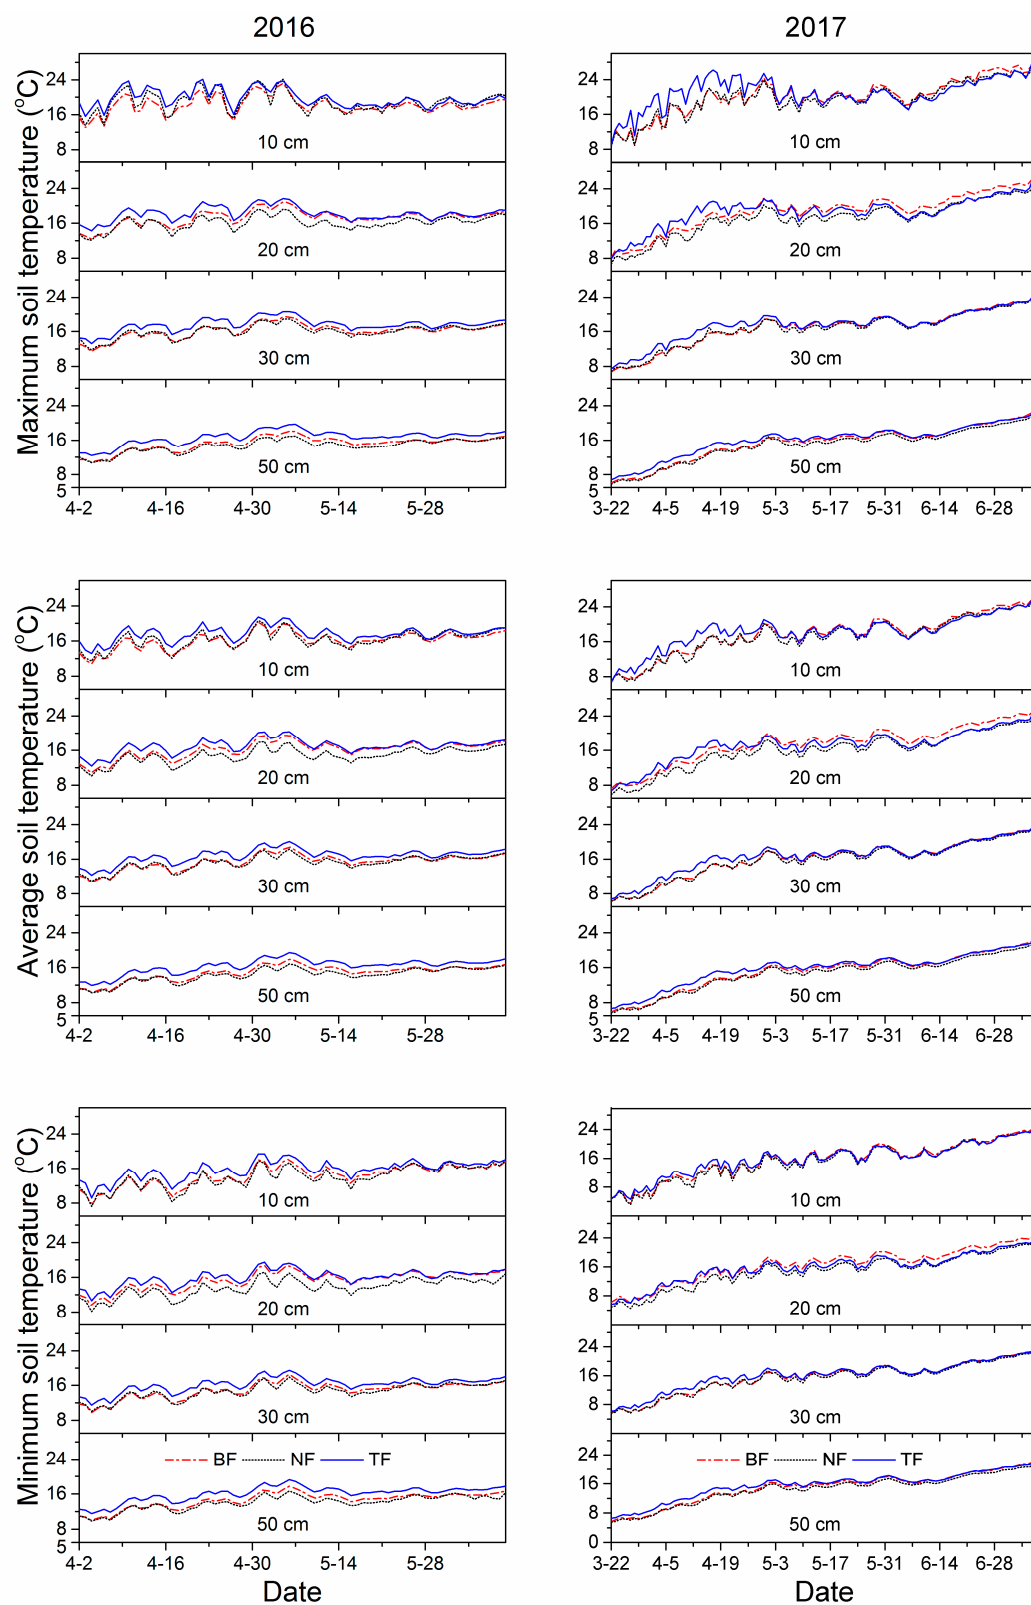 2016 2017
Maximum soil temperature (°C)
24
16
8
10 cm
24
16
8
10 cm
24
16
8
20 cm
24
16
8
20 cm
24
16
8
30 cm
24
16
8
30 cm
24
16
8
5
50 cm
24
16
8
5
50 cm
4-2 4-16 4-30 5-14 5-28
3-22 4-5 4-19 5-3 5-17 5-31 6-14 6-28
Average soil temperature (°C)
24
16
8
10 cm
24
16
8
10 cm
24
16
8
20 cm
24
16
8
20 cm
24
16
8
30 cm
24
16
8
30 cm
24
16
8
5
50 cm
24
16
8
5
50 cm
4-2 4-16 4-30 5-14 5-28
3-22 4-5 4-19 5-3 5-17 5-31 6-14 6-28
Minimum soil temperature (°C)
24
16
8
10 cm
24
16
8
10 cm
24
16
8
20 cm
24
16
8
20 cm
24
16
8
30 cm
24
16
8
30 cm
BF NF TF
24
16
8
5
50 cm
BF NF TF
24
16
8
0
50 cm
4-2 4-16 4-30 5-14 5-28
3-22 4-5 4-19 5-3 5-17 5-31 6-14 6-28
Date Date